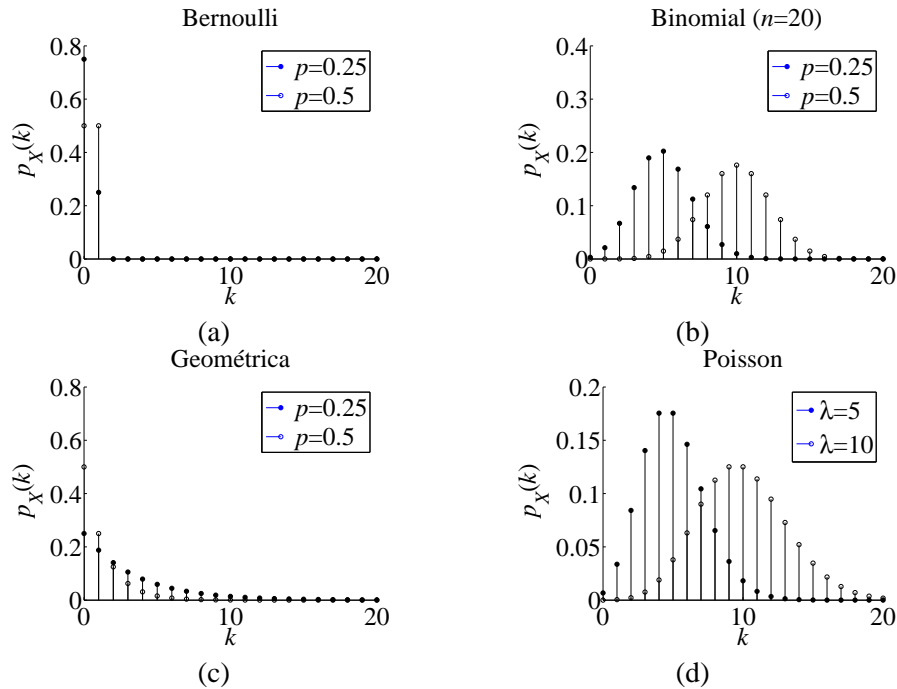 Bernoulli
0.8
0.6
0.4
0.2
0
p_X(k)
p=0.25
p=0.5
0 10 20
k
(a)
Binomial (n=20)
0.4
0.3
0.2
0.1
0
p_X(k)
p=0.25
p=0.5
0 10 20
k
(b)
Geométrica
0.8
0.6
0.4
0.2
0
p_X(k)
p=0.25
p=0.5
0 10 20
k
(c)
Poisson
0.2
0.15
0.1
0.05
0
p_X(k)
λ=5
λ=10
0 10 20
k
(d)